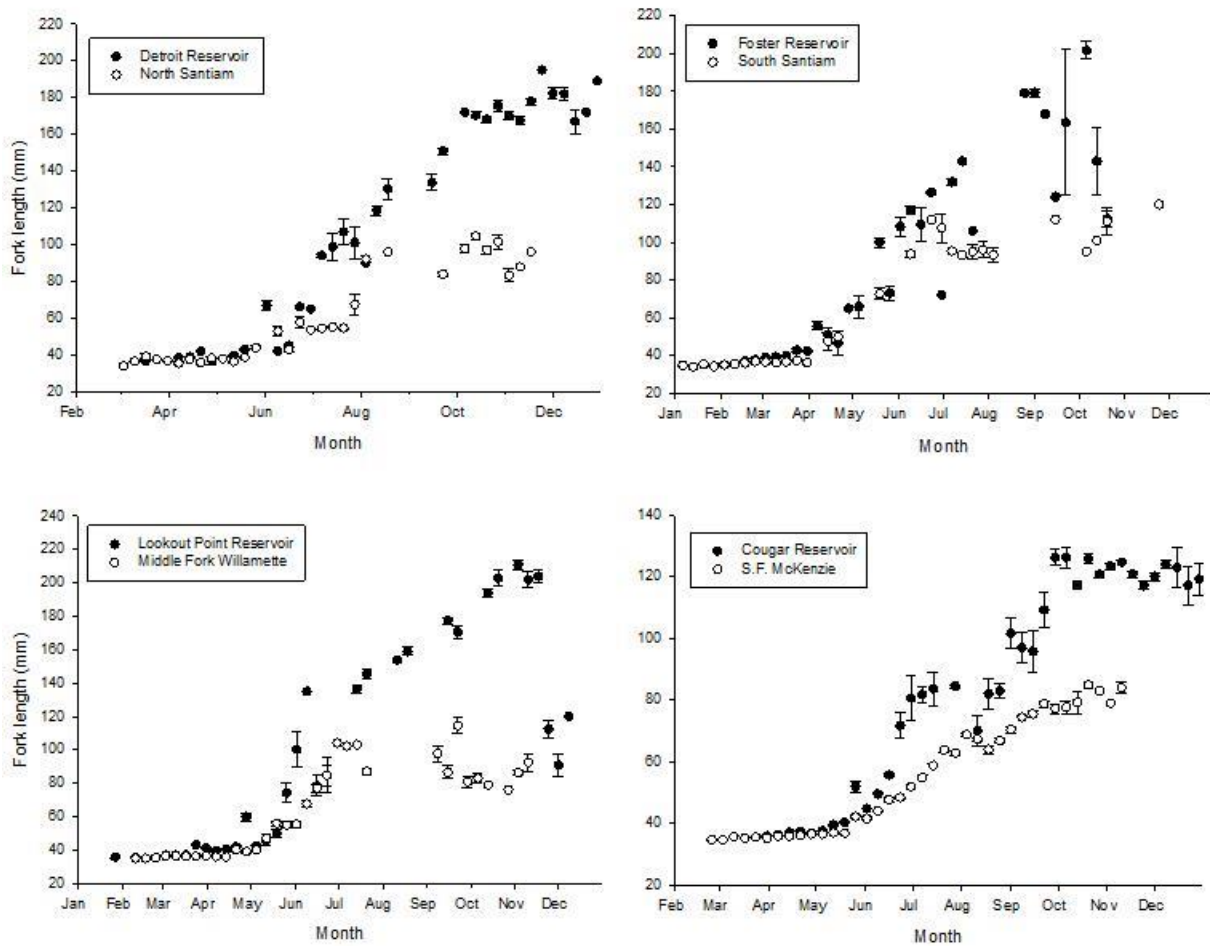 220
200
180
160
140
120
100
80
60
40
20
Fork length (mm)
Detroit Reservoir
North Santiam
Feb Apr Jun Aug Oct Dec
Month
220
200
180
160
140
120
100
80
60
40
20
Foster Reservoir
South Santiam
Jan Feb Mar Apr May Jun Jul Aug Sep Oct Nov Dec
Month
240
220
200
180
160
140
120
100
80
60
40
20
Fork length (mm)
Lookout Point Reservoir
Middle Fork Willamette
Jan Feb Mar Apr May Jun Jul Aug Sep Oct Nov Dec
Month
140
120
100
80
60
40
20
Cougar Reservoir
S.F. McKenzie
Feb Mar Apr May Jun Jul Aug Sep Oct Nov Dec
Month